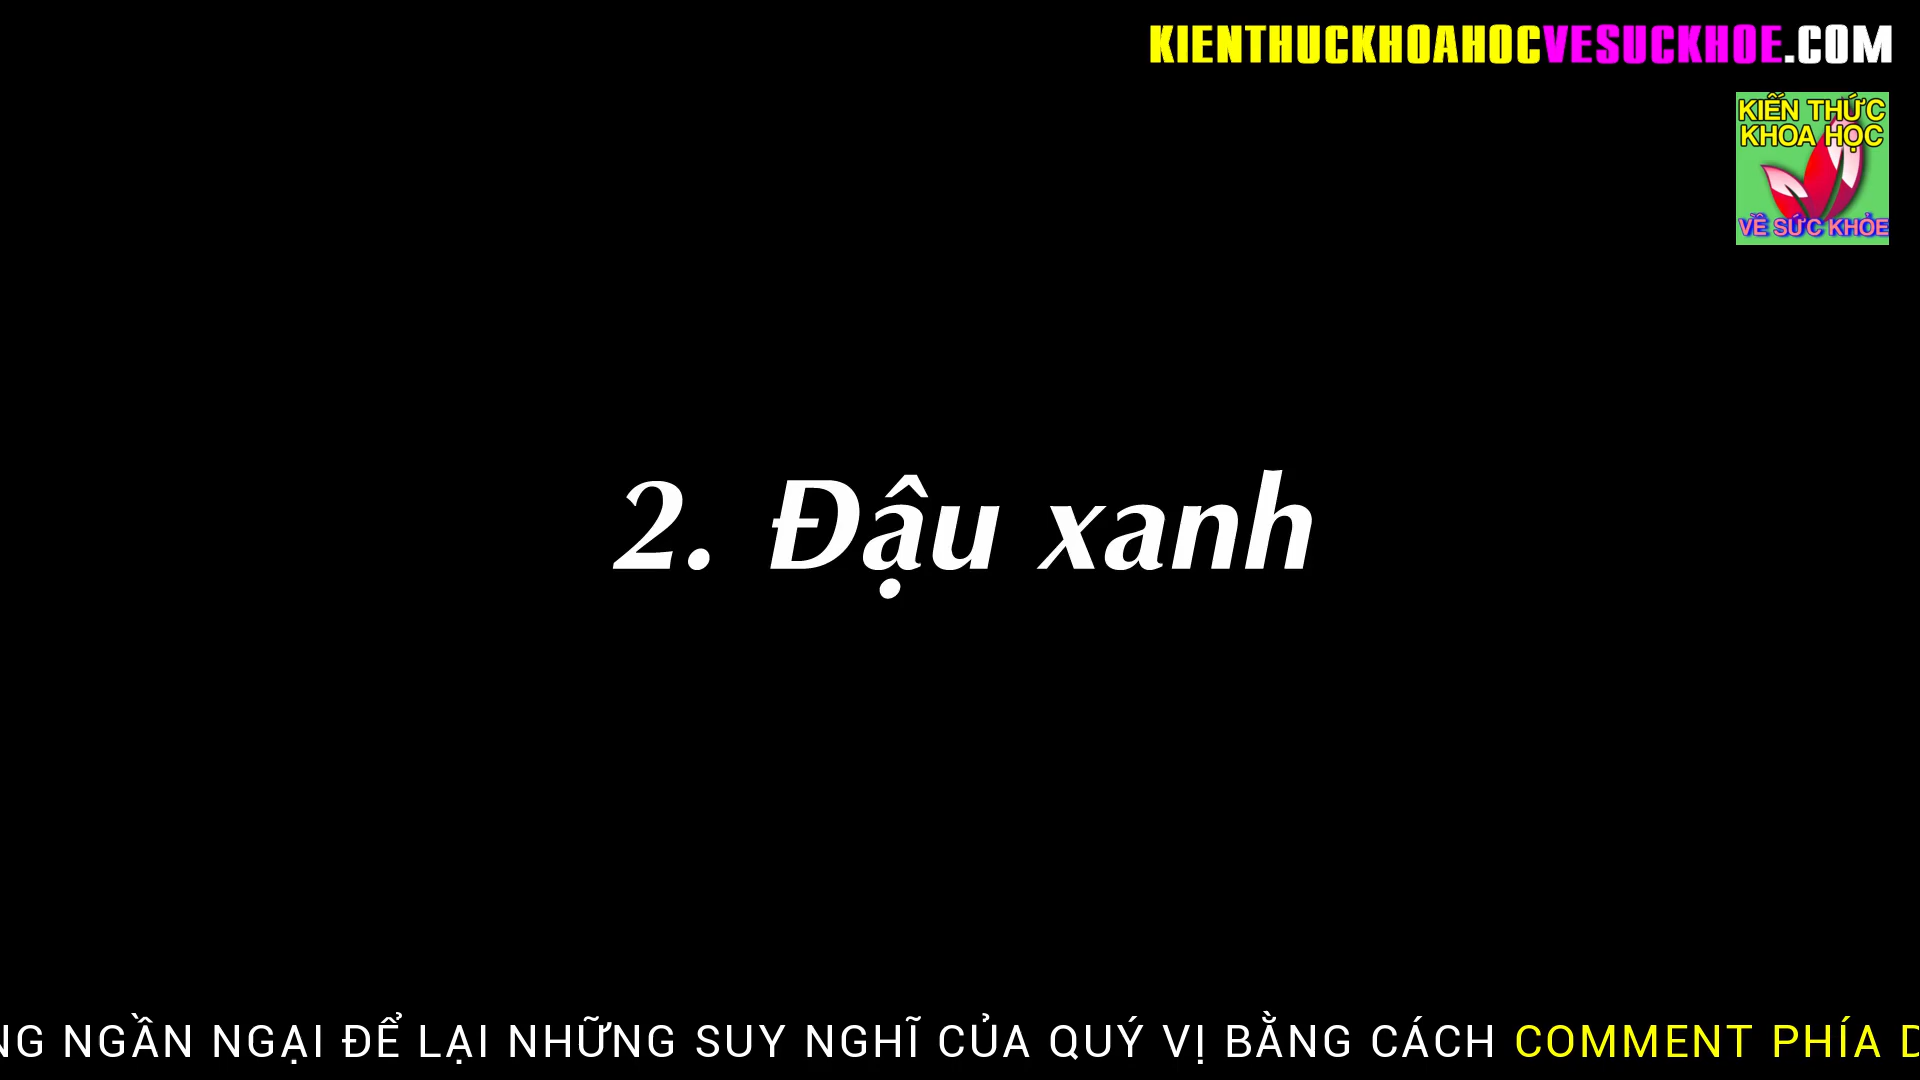 KIENTHUCKHOAHOCVESUCKHOE.COM
KIẾN THỨC
KHOA HỌC
VỀ SỨC KHỎE
2. Đậu xanh
NGẦN NGẠI ĐỂ LẠI NHỮNG SUY NGHĨ CỦA QUÝ VỊ BẰNG CÁCH COMMENT PHÍA